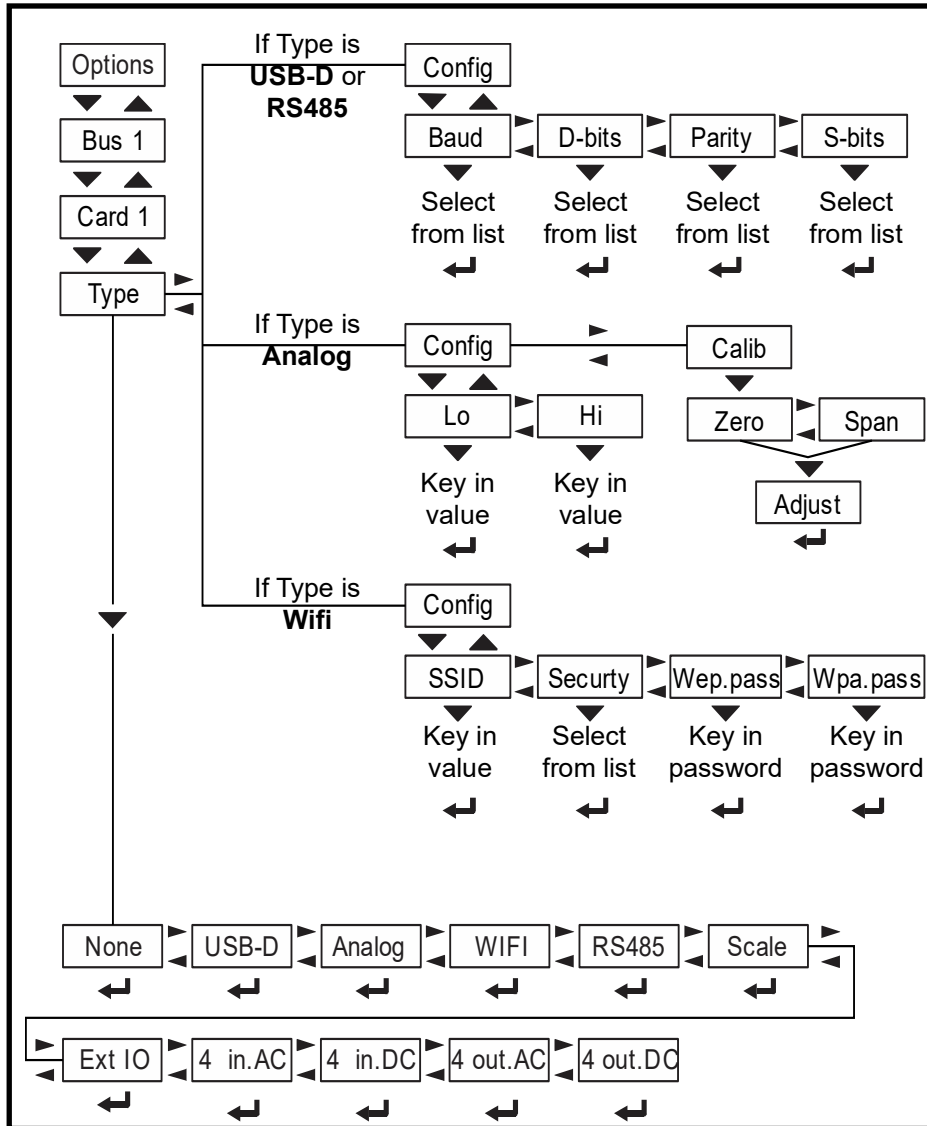 Options
Bus 1
Card 1
Type
If Type is
USB-D or
RS485
Config
Baud
D-bits
Parity
S-bits
Select
from list
Select
from list
Select
from list
Select
from list
If Type is
Analog
Config
Calib
Lo
Hi
Zero
Span
Key in
value
Key in
value
Adjust
If Type is
Wifi
Config
SSID
Securty
Wep.pass
Wpa.pass
Key in
value
Select
from list
Key in
password
Key in
password
None
USB-D
Analog
WIFI
RS485
Scale
Ext IO
4 in.AC
4 in.DC
4 out.AC
4 out.DC